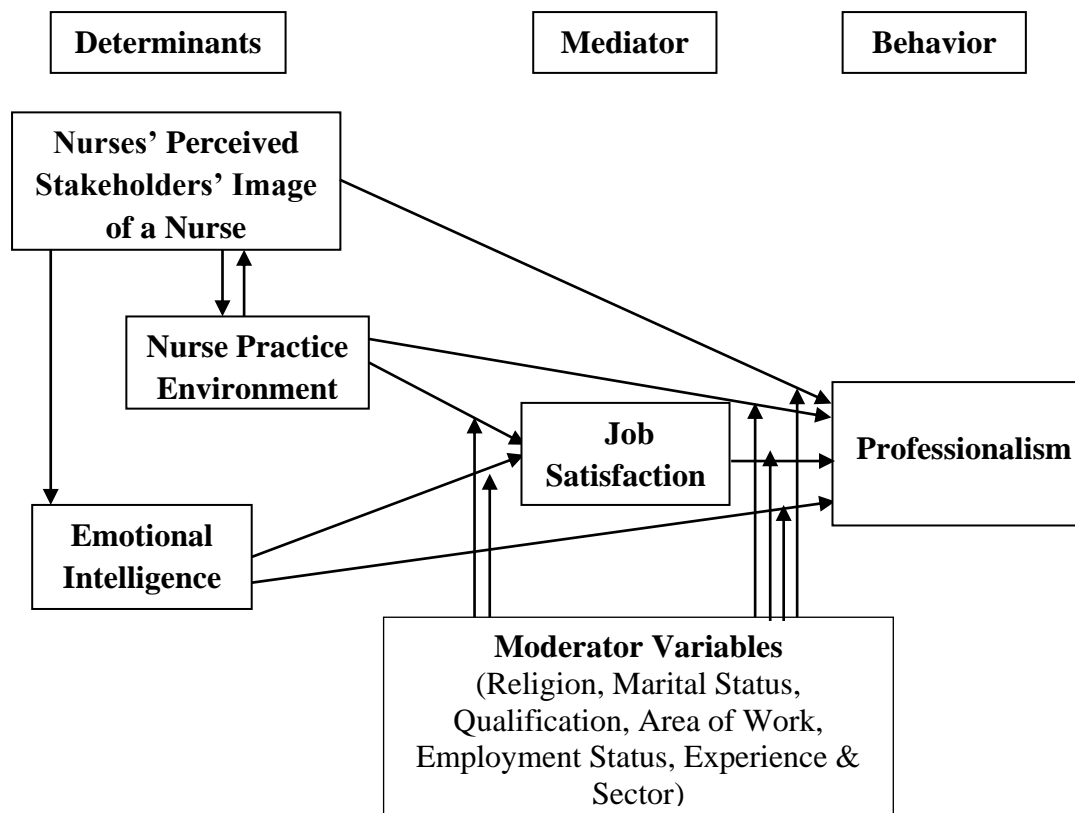 Determinants
Mediator
Behavior
Nurses’ Perceived
Stakeholders’ Image
of a Nurse
Nurse Practice
Environment
Job
Satisfaction
Professionalism
Emotional
Intelligence
Moderator Variables
(Religion, Marital Status,
Qualification, Area of Work,
Employment Status, Experience &
Sector)